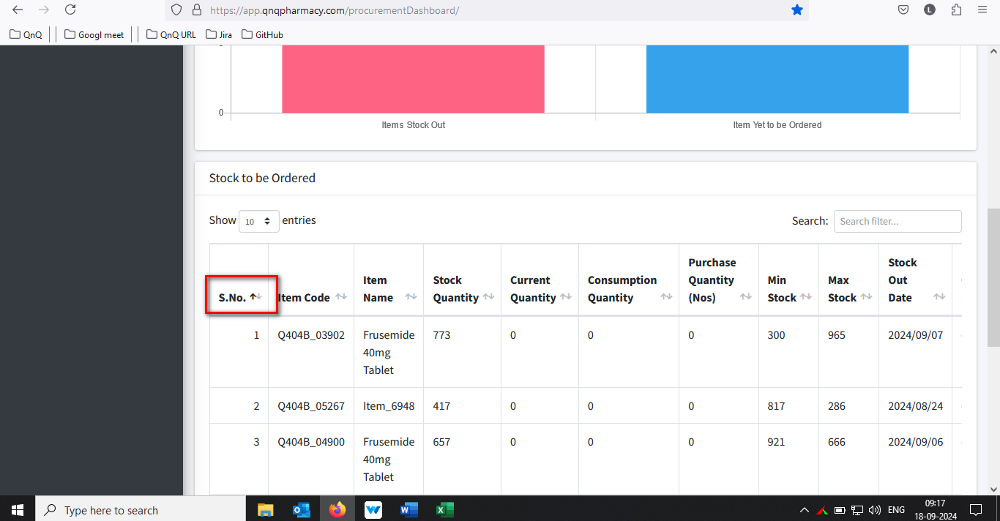 https://app.qnqpharmacy.com/procurementDashboard/
L
QnQ
Googl meet
QnQ URL
Jira
GitHub
0
Items Stock Out
Item Yet to be Ordered
Stock to be Ordered
Show 10 entries
Search: Search filter...
S.No. Item Code Item Name Stock Quantity Current Quantity Consumption Quantity Purchase Quantity (Nos) Min Stock Max Stock Stock Out Date
1 Q404B_03902 Frusemide 40mg Tablet 773 0 0 0 300 965 2024/09/07
2 Q404B_05267 Item_6948 417 0 0 0 817 286 2024/08/24
3 Q404B_04900 Frusemide 40mg Tablet 657 0 0 0 921 666 2024/09/06
Type here to search
ENG
09:17
18-09-2024